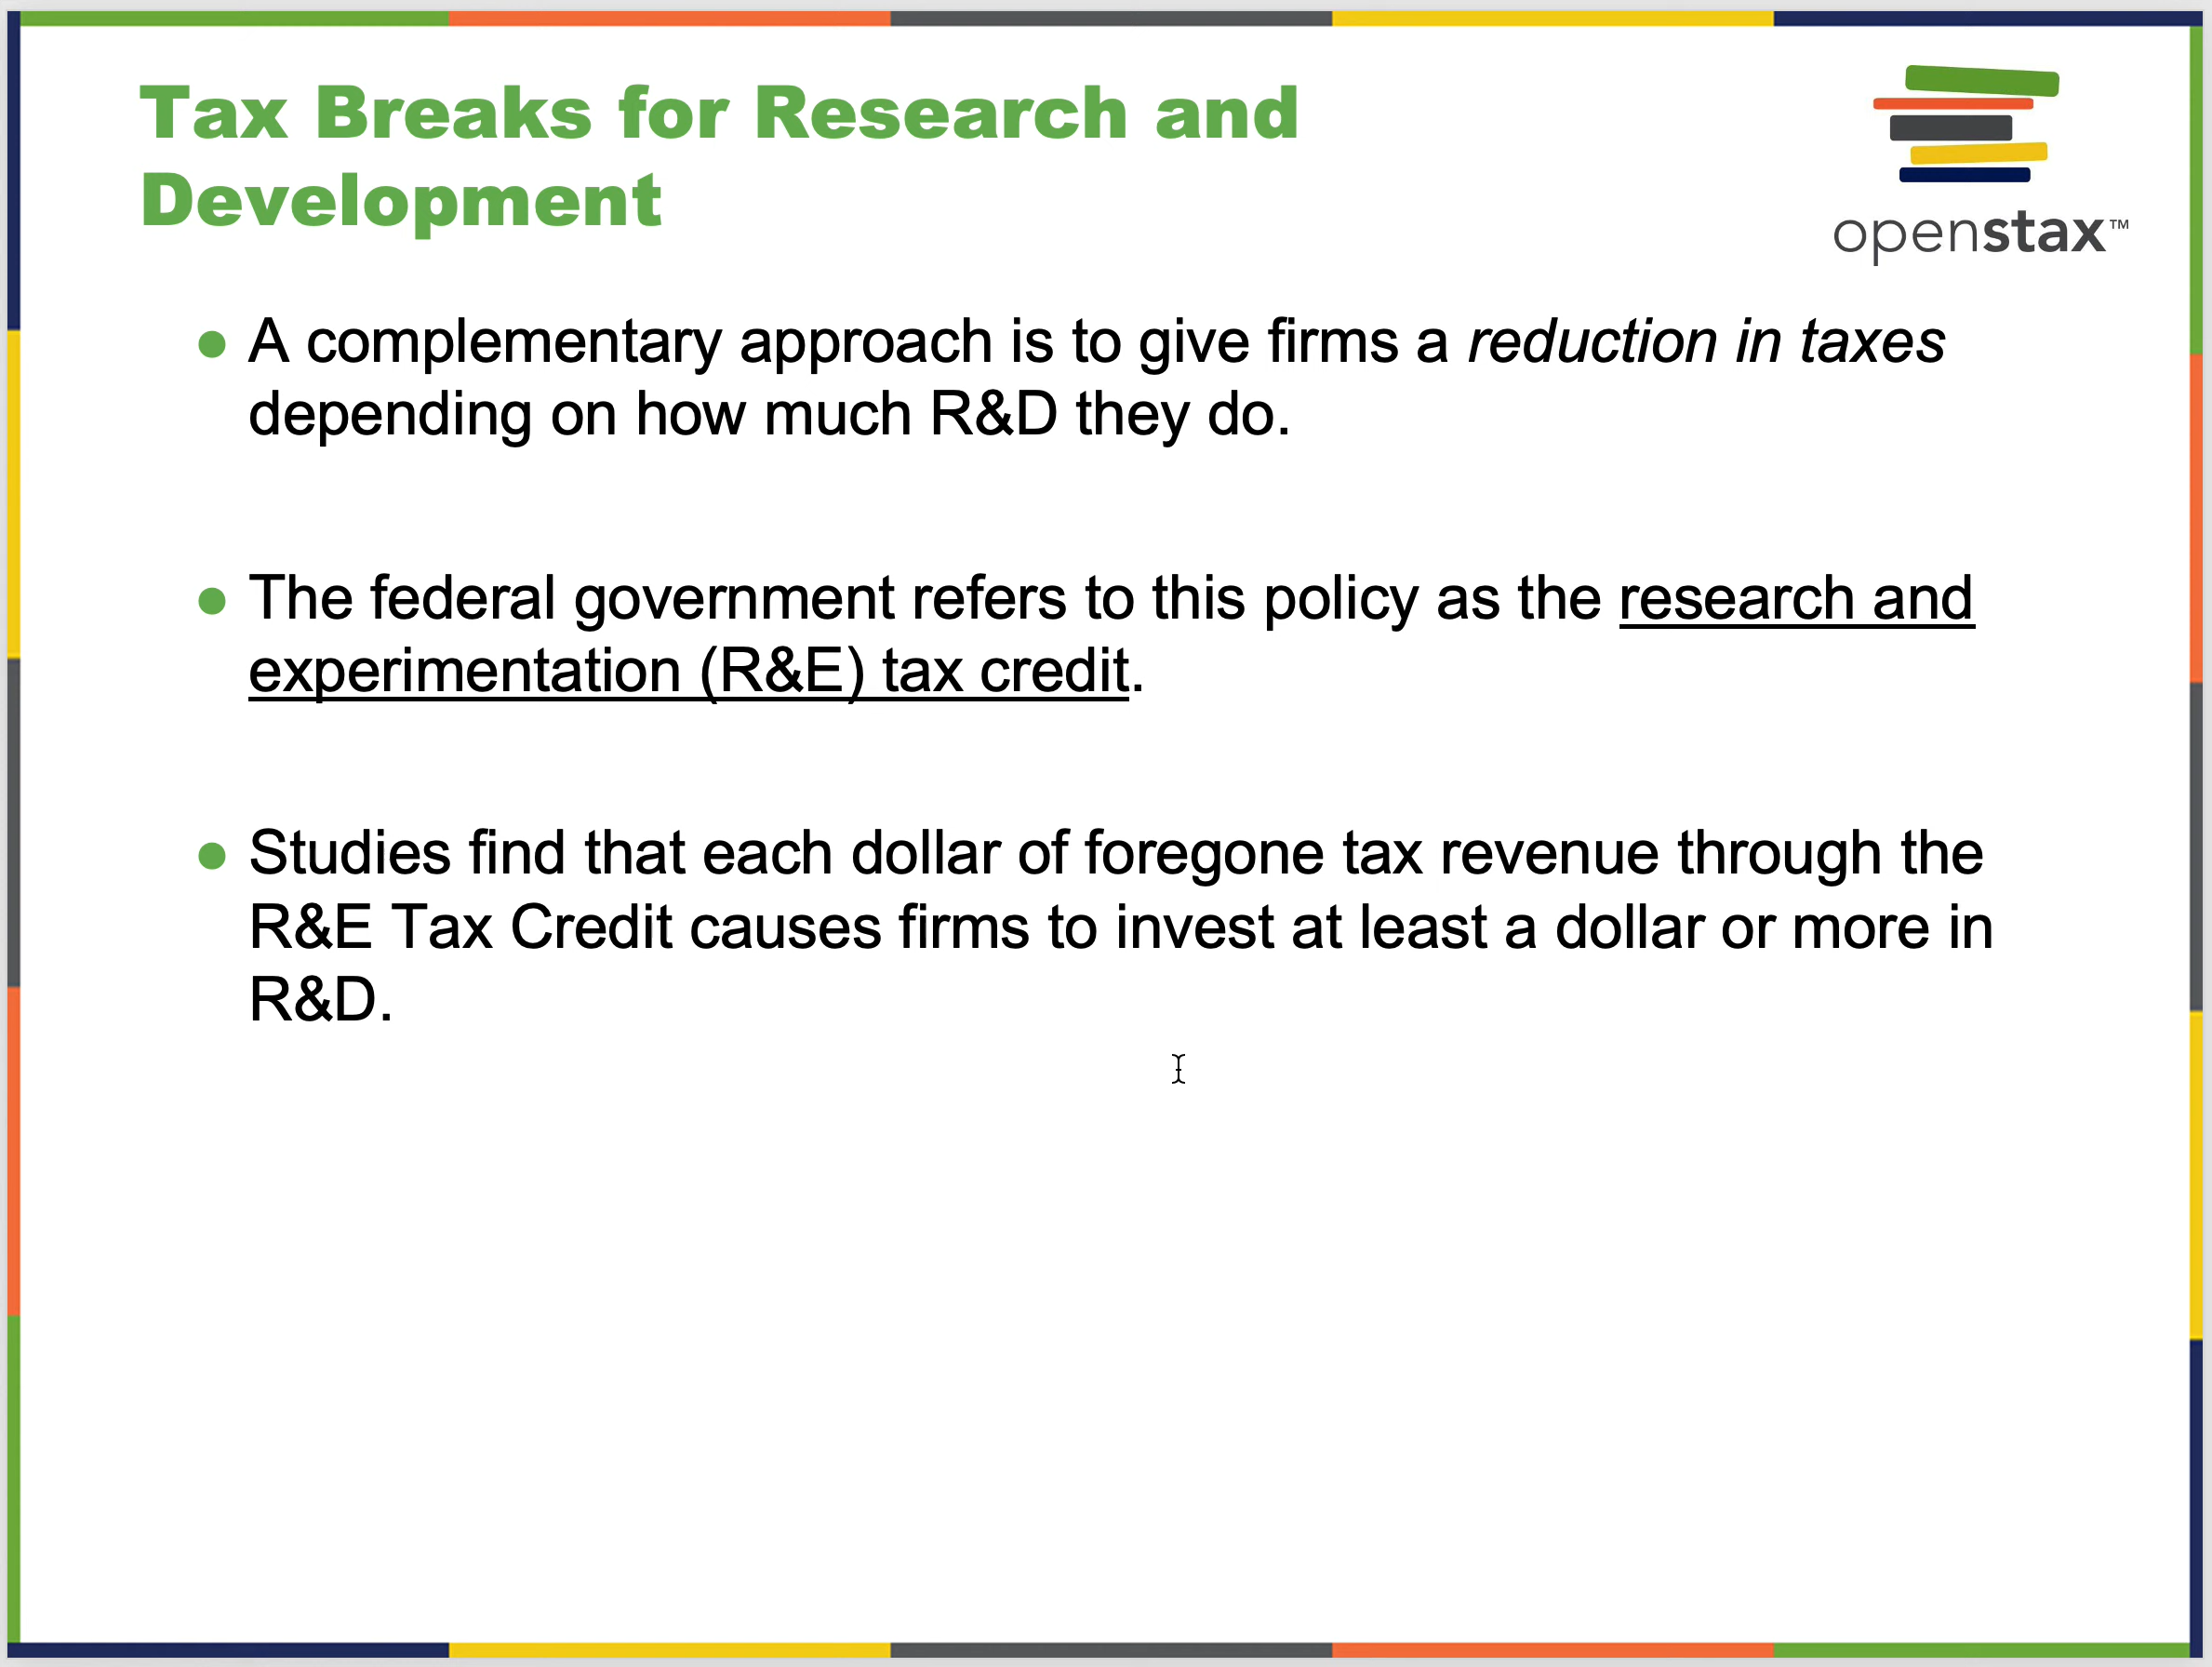 Tax Breaks for Research and
Development
openstax™
A complementary approach is to give firms a reduction in taxes
depending on how much R&D they do.
The federal government refers to this policy as the research and
experimentation (R&E) tax credit.
Studies find that each dollar of foregone tax revenue through the
R&E Tax Credit causes firms to invest at least a dollar or more in
R&D.